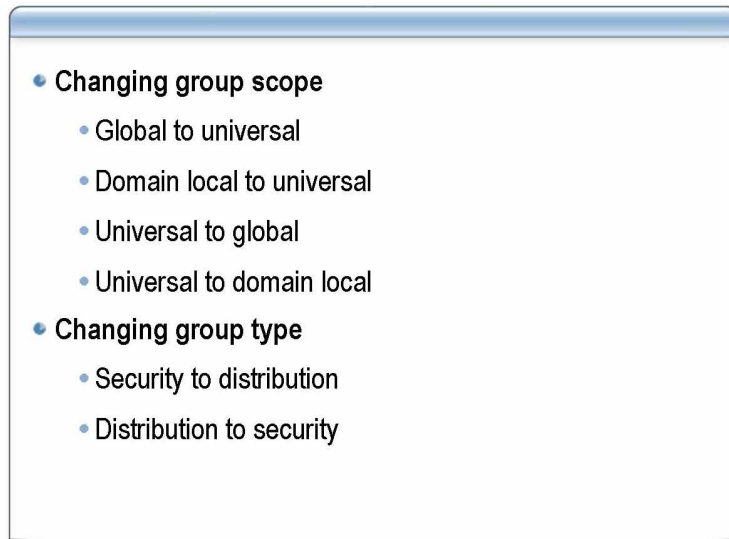 Changing group scope
Global to universal
Domain local to universal
Universal to global
Universal to domain local
Changing group type
Security to distribution
Distribution to security